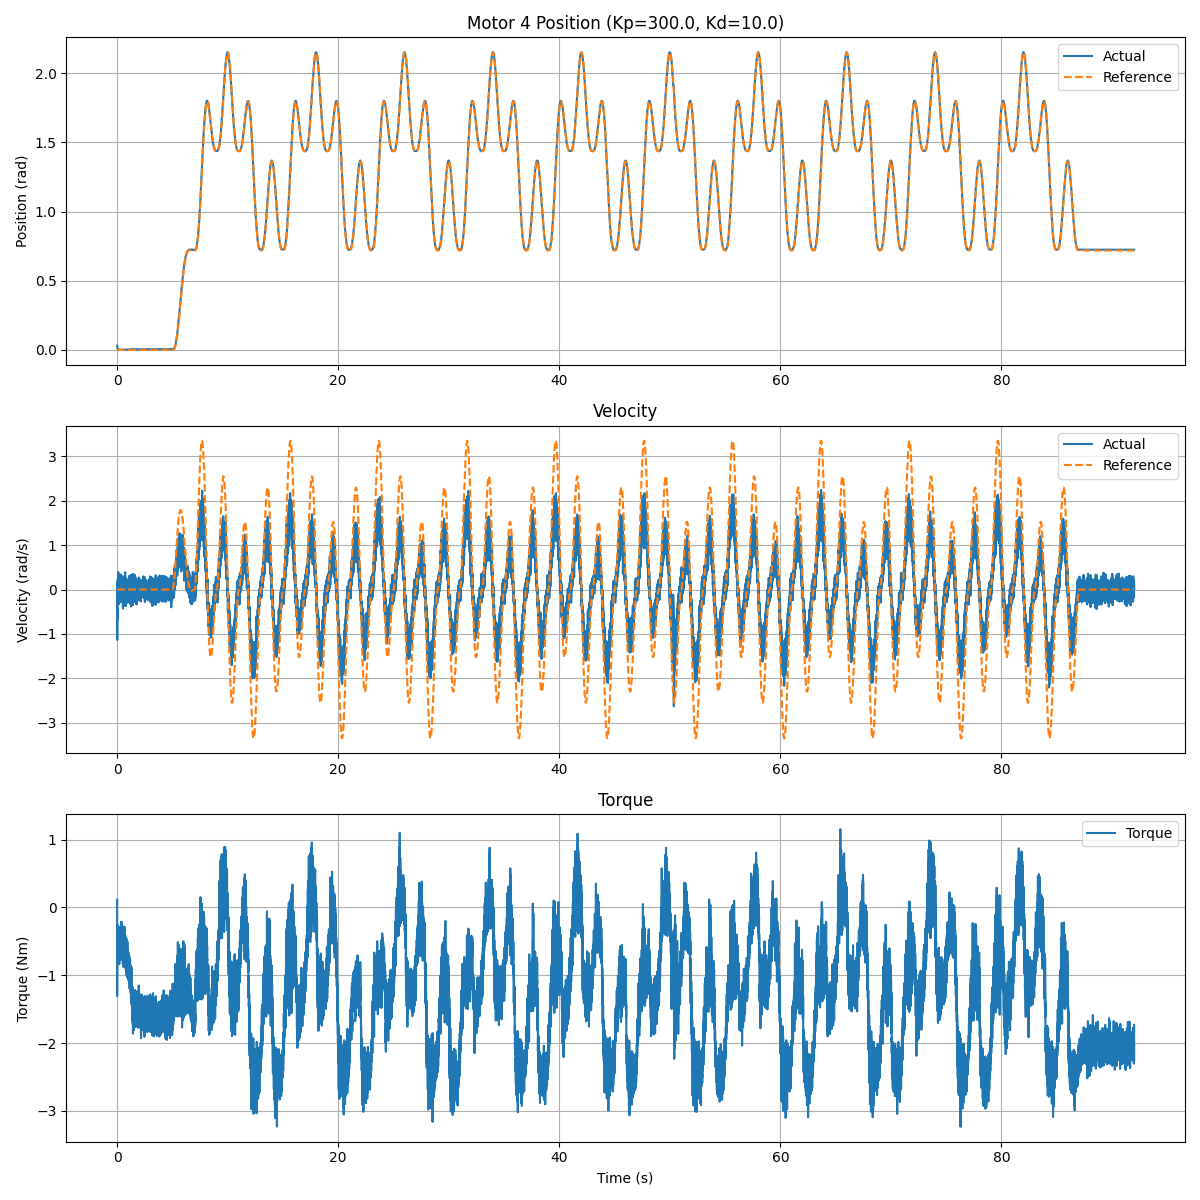 Motor 4 Position (Kp=300.0, Kd=10.0)
Position (rad)
2.0
1.5
1.0
0.5
0.0
Actual
Reference
0 20 40 60 80
Velocity
Velocity (rad/s)
3
2
1
0
−1
−2
−3
Actual
Reference
0 20 40 60 80
Torque
Torque (Nm)
1
0
−1
−2
−3
Torque
0 20 40 60 80
Time (s)